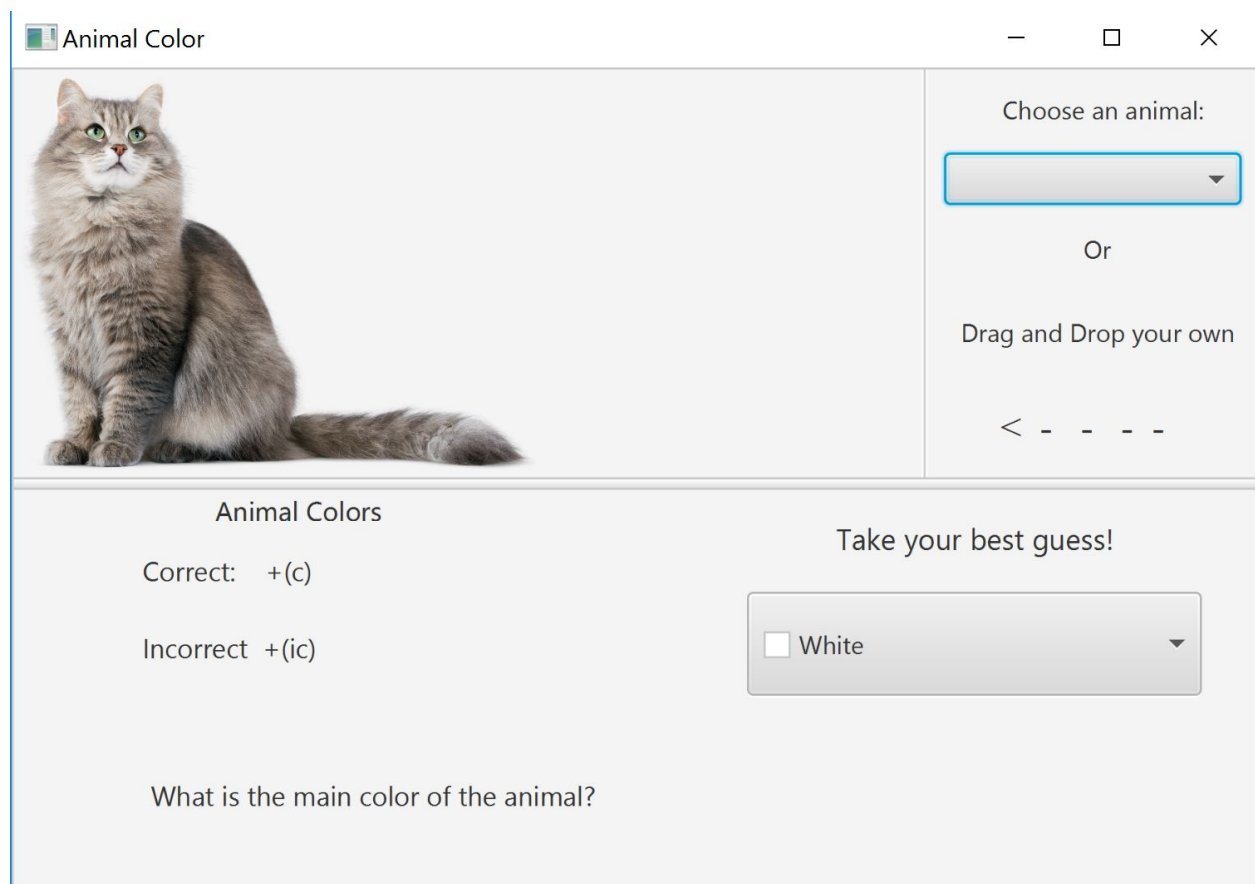 Animal Color
Choose an animal:
Or
Drag and Drop your own
< - - - -
Animal Colors
Correct: +(c)
Incorrect +(ic)
Take your best guess!
White
What is the main color of the animal?